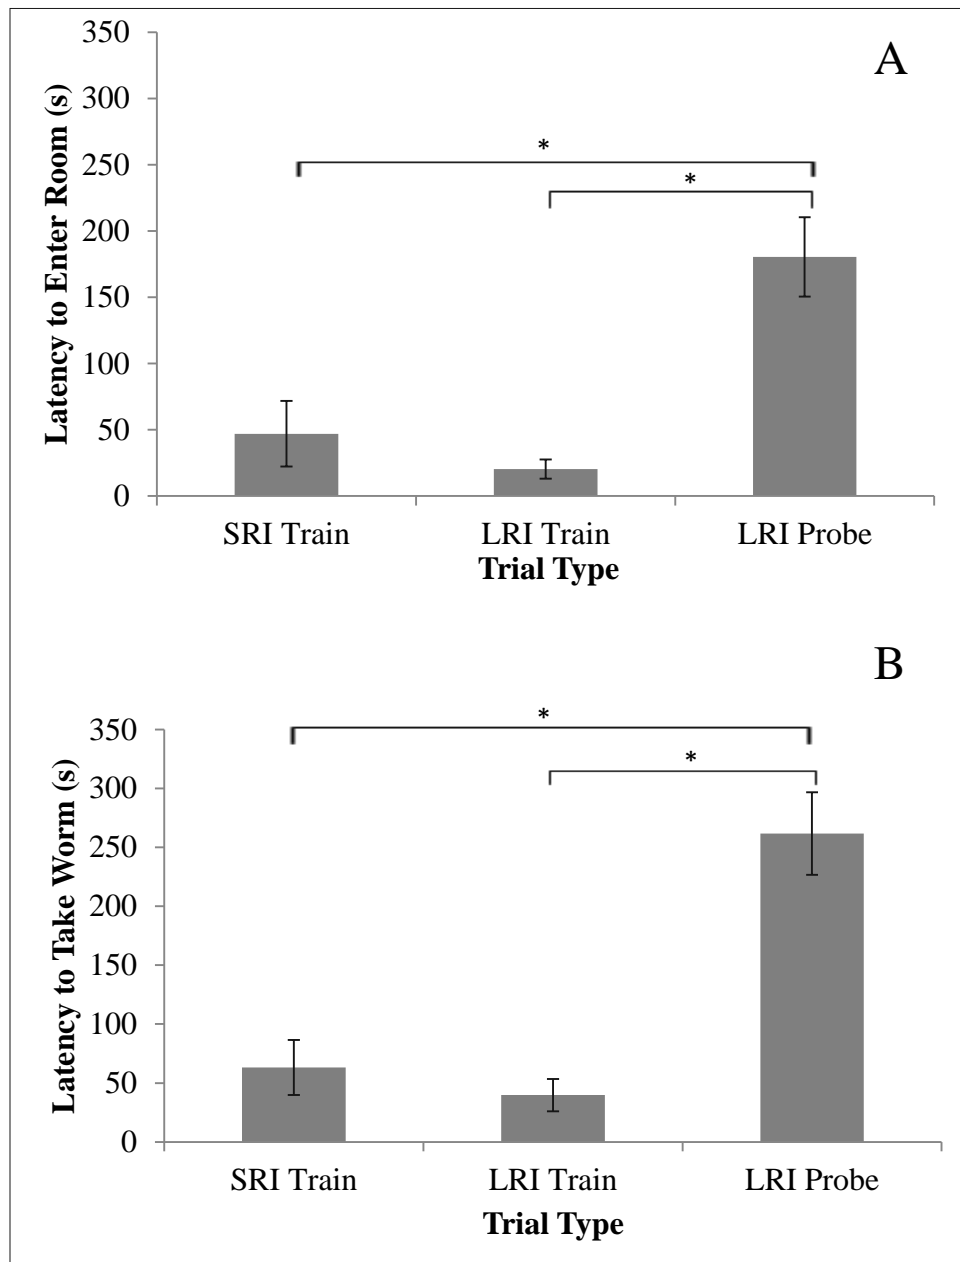 A
Latency to Enter Room (s)
350
300
250
200
150
100
50
0
*
*
SRI Train
LRI Train
LRI Probe
Trial Type
B
Latency to Take Worm (s)
350
300
250
200
150
100
50
0
*
*
SRI Train
LRI Train
LRI Probe
Trial Type